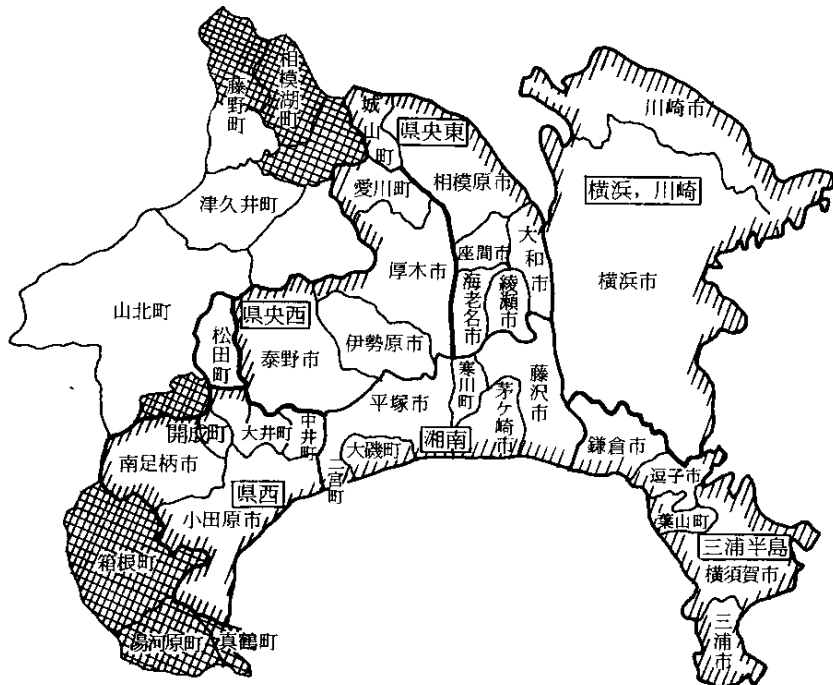 藤野町
相模湖町
城山町
県央東
川崎市
愛川町
相模原市
横浜，川崎
津久井町
座間市
大和市
厚木市
海老名市
綾瀬市
横浜市
山北町
松田町
県央西
伊勢原市
泰野市
寒川町
藤沢市
平塚市
茅ケ崎市
開成町
大井町
中井町
大磯町
湘南
鎌倉市
南足柄市
県西
二宮町
逗子市
小田原市
葉山町
三浦半島
箱根町
横須賀市
湯河原町
真鶴町
三浦市